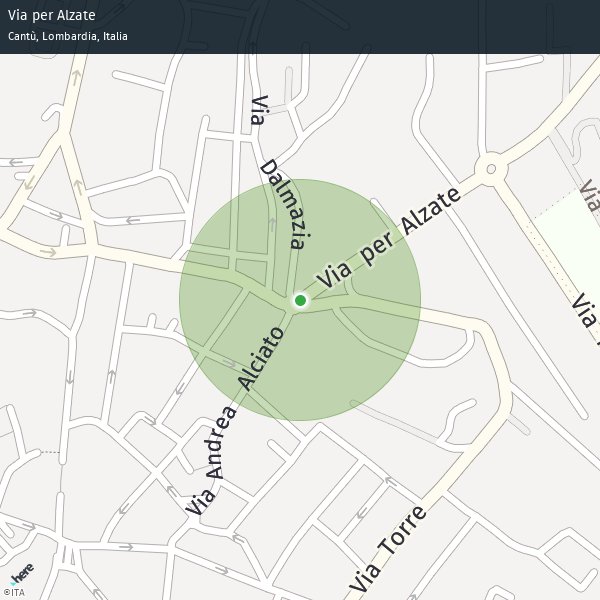 Via per Alzate
Cantù, Lombardia, Italia
Via Dalmazia
Via per Alzate
Via
Via
Via Andrea Alciato
Via Torre
here
©ITA